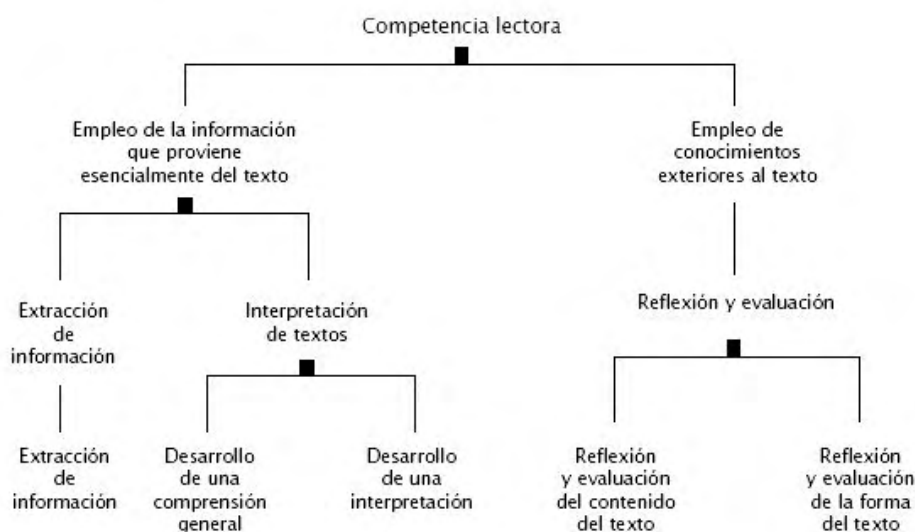 Competencia lectora
Empleo de la información
que proviene
esencialmente del texto
Empleo de
conocimientos
exteriores al texto
Extracción
de
información
Interpretación
de textos
Reflexión y evaluación
Extracción
de
información
Desarrollo
de una
comprensión
general
Desarrollo
de una
interpretación
Reflexión
y evaluación
del contenido
del texto
Reflexión
y evaluación
de la forma
del texto